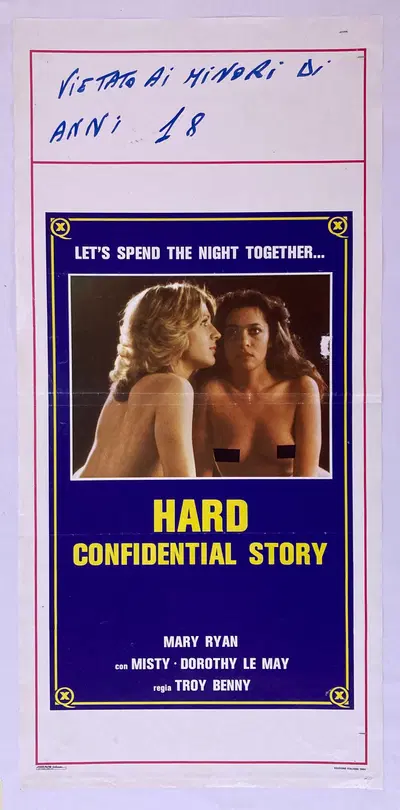 VIETATO AI MINORI DI
ANNI 18
LET'S SPEND THE NIGHT TOGETHER...
HARD
CONFIDENTIAL STORY
MARY RYAN
con MISTY · DOROTHY LE MAY
regia TROY BENNY